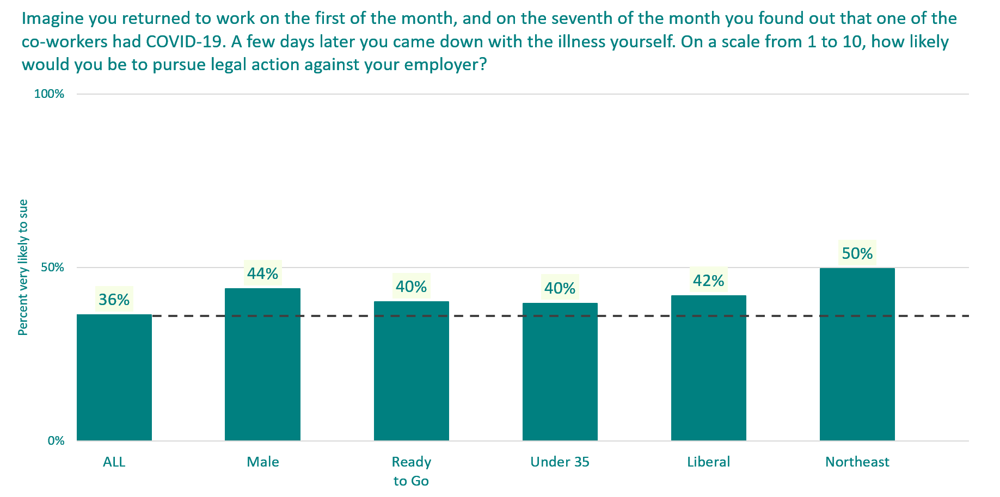 Imagine you returned to work on the first of the month, and on the seventh of the month you found out that one of the
co-workers had COVID-19. A few days later you came down with the illness yourself. On a scale from 1 to 10, how likely
would you be to pursue legal action against your employer?
100%
50%
0%
Percent very likely to sue
36%
44%
40%
40%
42%
50%
ALL
Male
Ready
to Go
Under 35
Liberal
Northeast